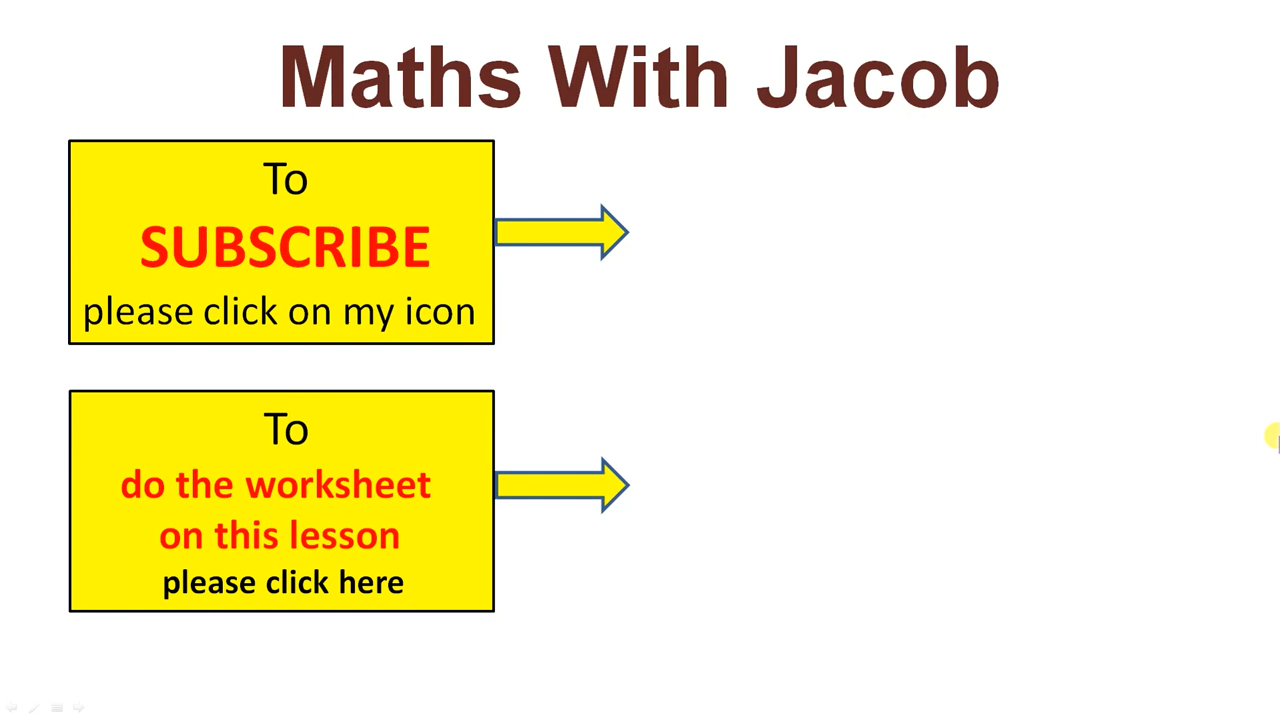 Maths With Jacob
To
SUBSCRIBE
please click on my icon
To
do the worksheet
on this lesson
please click here